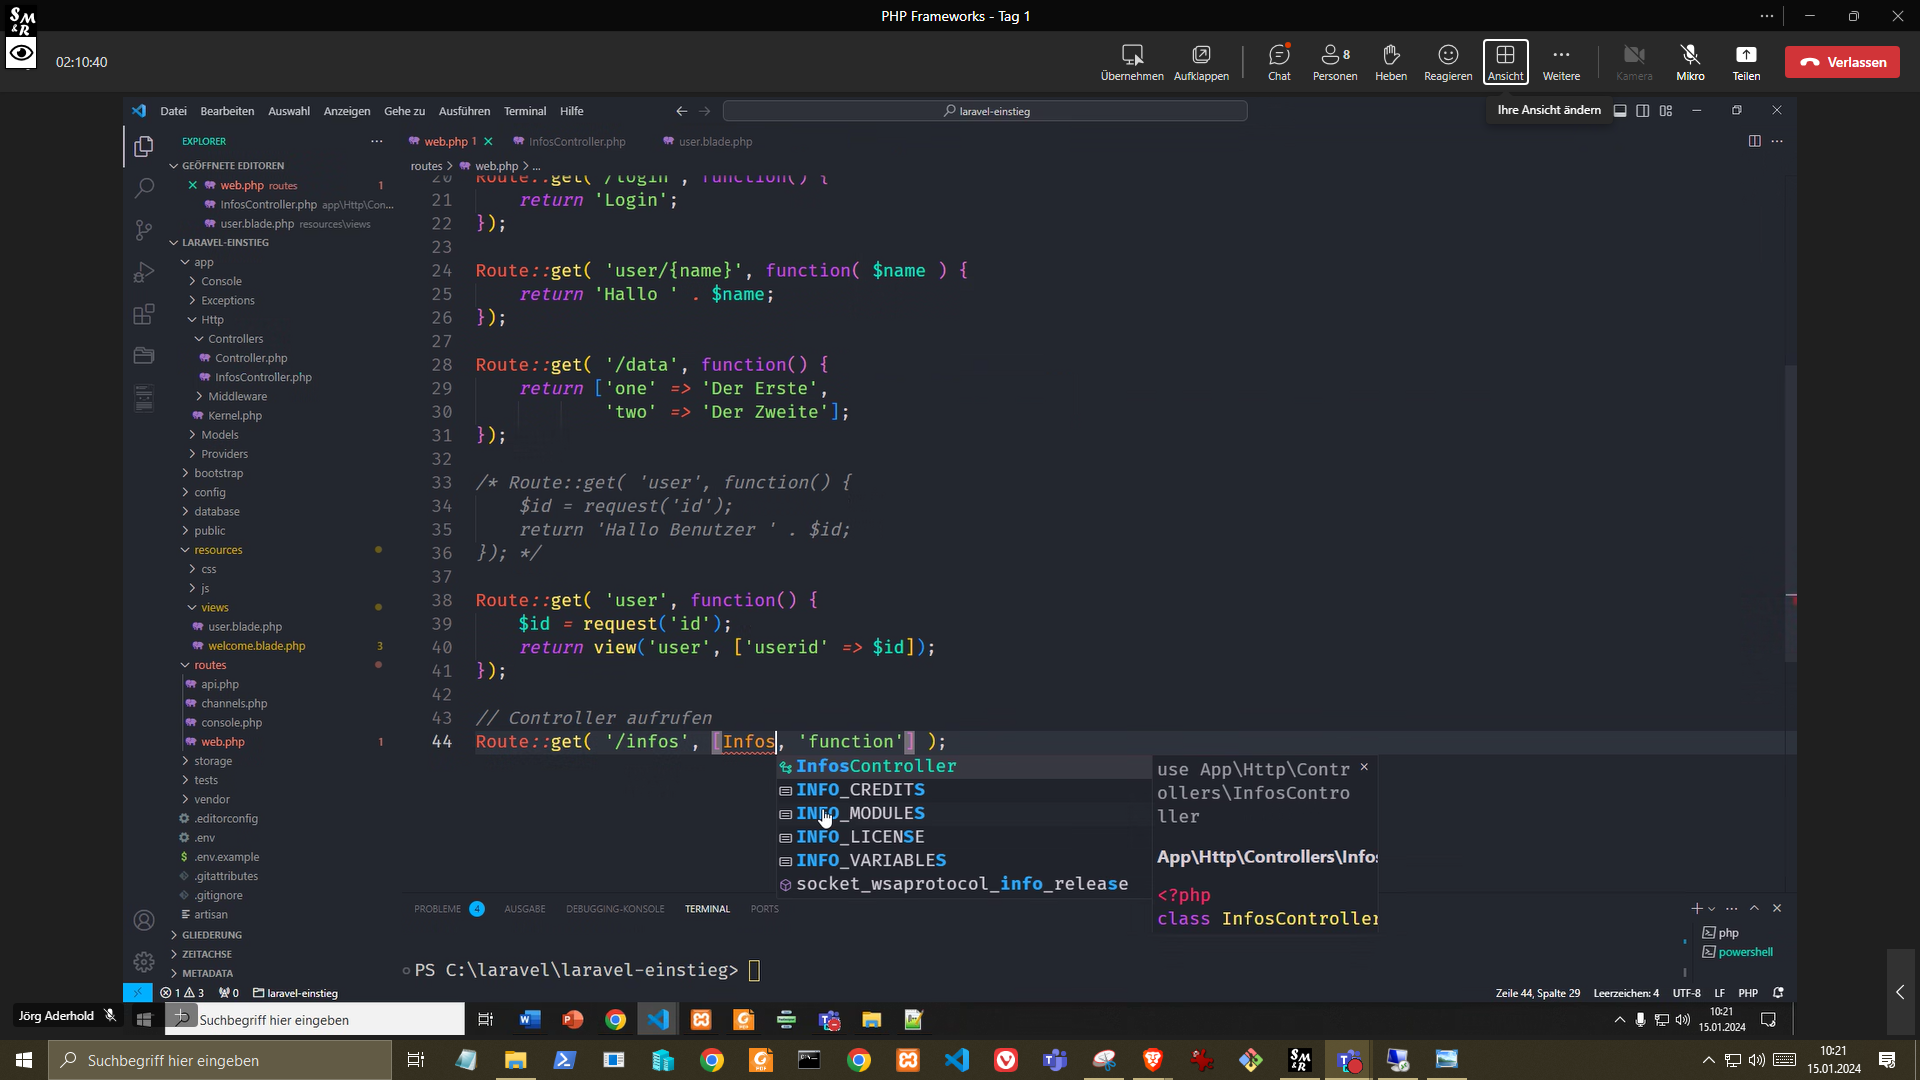 SM
&R
PHP Frameworks - Tag 1
02:10:40
Übernehmen
Aufklappen
Chat
8
Personen
Heben
Reagieren
Ansicht
Weitere
Kamera
Mikro
Teilen
Verlassen
Datei Bearbeiten Auswahl Anzeigen Gehe zu Ausführen Terminal Hilfe
laravel-einstieg
Ihre Ansicht ändern
EXPLORER
GEÖFFNETE EDITOREN
web.php routes 1
InfosController.php app\Http\Con...
user.blade.php resources\views
LARAVEL-EINSTIEG
app
Console
Exceptions
Http
Controllers
Controller.php
InfosController.php
Middleware
Kernel.php
Models
Providers
bootstrap
config
database
public
resources
css
js
views
user.blade.php
welcome.blade.php 3
routes
api.php
channels.php
console.php
web.php 1
storage
tests
vendor
.editorconfig
.env
$ .env.example
.gitattributes
.gitignore
artisan
GLIEDERUNG
ZEITACHSE
METADATA
web.php 1
InfosController.php
user.blade.php
routes > web.php > ...
20 Route::get( '/login', function() {
21 return 'Login';
22 });
23
24 Route::get( 'user/{name}', function( $name ) {
25 return 'Hallo ' . $name;
26 });
27
28 Route::get( '/data', function() {
29 return ['one' => 'Der Erste',
30 'two' => 'Der Zweite'];
31 });
32
33 /* Route::get( 'user', function() {
34 $id = request('id');
35 return 'Hallo Benutzer ' . $id;
36 }); */
37
38 Route::get( 'user', function() {
39 $id = request('id');
40 return view('user', ['userid' => $id]);
41 });
42
43 // Controller aufrufen
44 Route::get( '/infos', [Infos, 'function'] );
InfosController
INFO_CREDITS
INFO_MODULES
INFO_LICENSE
INFO_VARIABLES
socket_wsaprotocol_info_release
use App\Http\Contr
ollers\InfosContro
ller
App\Http\Controllers\Infos
<?php
class InfosController
PROBLEME 4 AUSGABE DEBUGGING-KONSOLE TERMINAL PORTS
PS C:\laravel\laravel-einstieg>
php
powershell
1 3 0 laravel-einstieg
Zeile 44, Spalte 29 Leerzeichen: 4 UTF-8 LF PHP
Jörg Aderhold
Suchbegriff hier eingeben
10:21
15.01.2024
Suchbegriff hier eingeben
SM
&R
10:21
15.01.2024